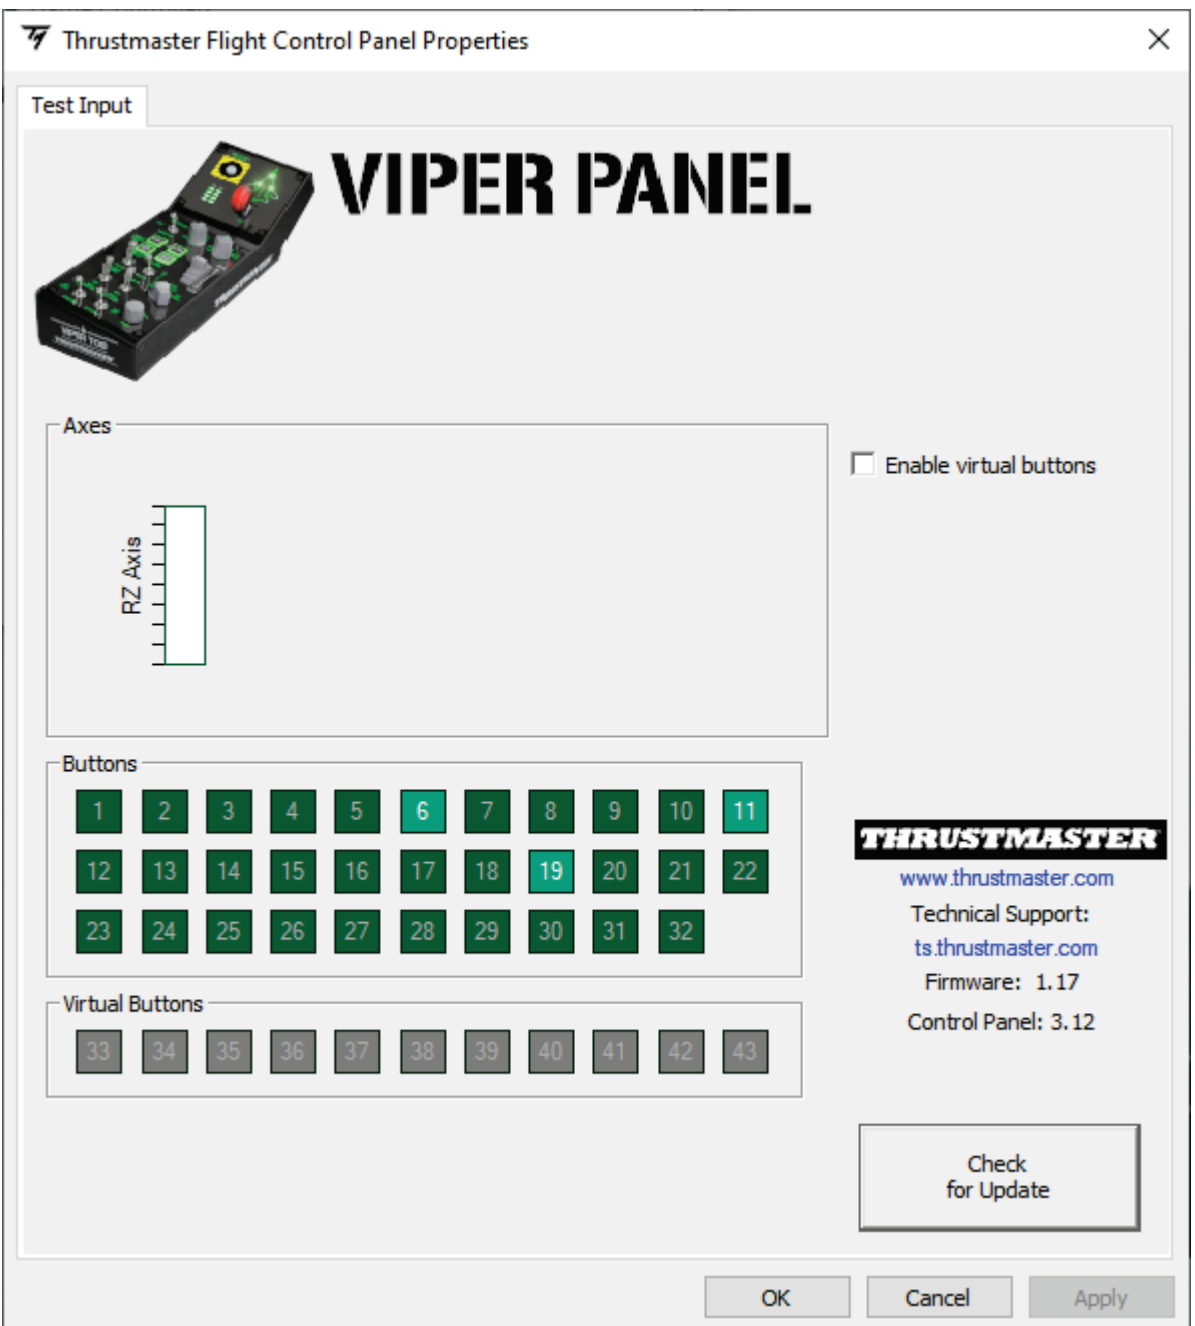 Thrustmaster Flight Control Panel Properties
Test Input
VIPER PANEL
THRUSTMASTER
VIPER TQS
Axes
Enable virtual buttons
RZ Axis
Buttons
1 2 3 4 5 6 7 8 9 10 11
12 13 14 15 16 17 18 19 20 21 22
23 24 25 26 27 28 29 30 31 32
Virtual Buttons
33 34 35 36 37 38 39 40 41 42 43
THRUSTMASTER
www.thrustmaster.com
Technical Support:
ts.thrustmaster.com
Firmware: 1.17
Control Panel: 3.12
Check
for Update
OK
Cancel
Apply